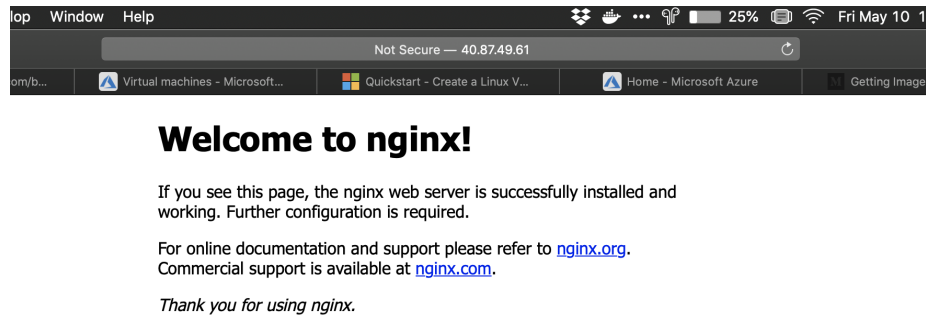 lop Window Help 25% Fri May 10 1
Not Secure — 40.87.49.61
om/b... Virtual machines - Microsoft... Quickstart - Create a Linux V... Home - Microsoft Azure Getting Image
Welcome to nginx!
If you see this page, the nginx web server is successfully installed and
working. Further configuration is required.
For online documentation and support please refer to nginx.org.
Commercial support is available at nginx.com.
Thank you for using nginx.